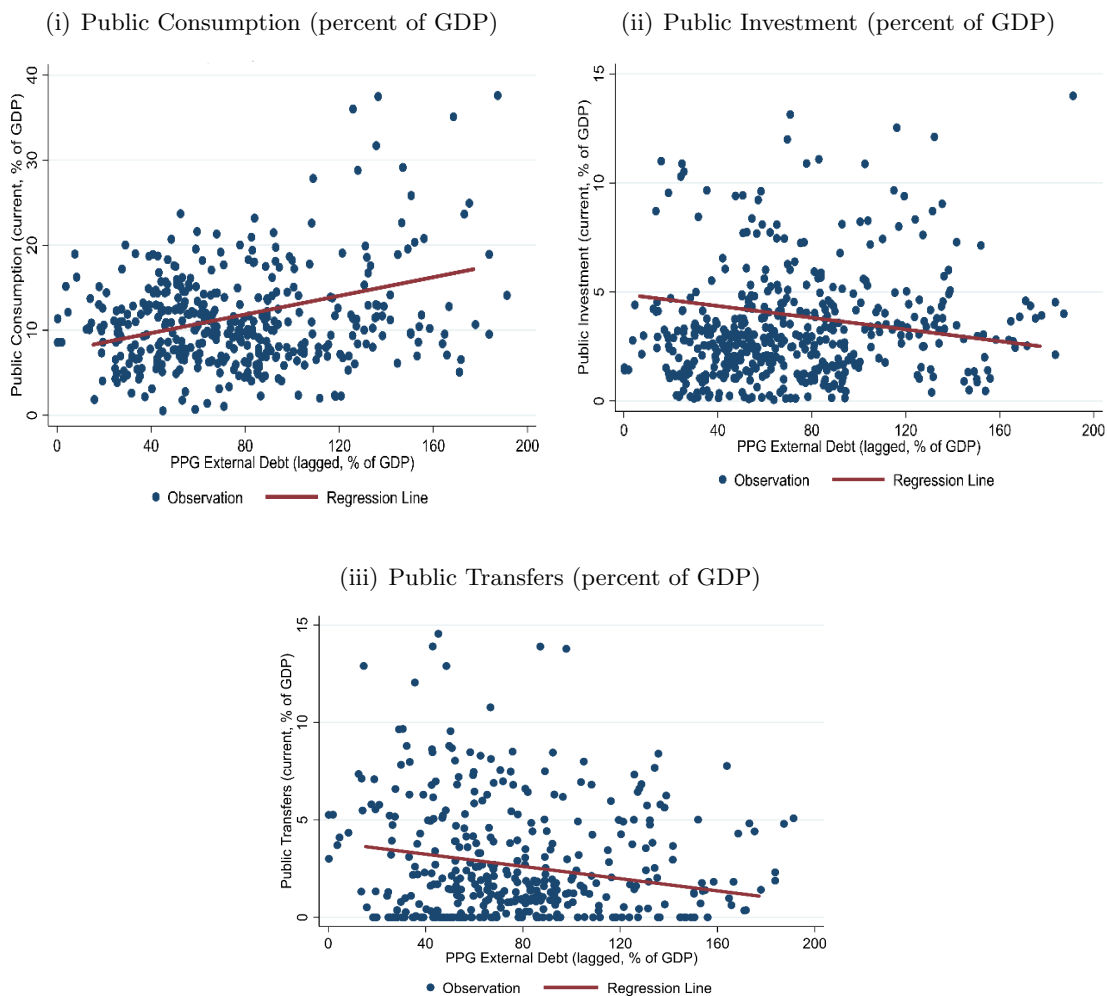 (i) Public Consumption (percent of GDP)
40
30
20
10
0
Public Consumption (current, % of GDP)
0 40 80 120 160 200
PPG External Debt (lagged, % of GDP)
Observation Regression Line
(ii) Public Investment (percent of GDP)
15
10
5
0
Public Investment (current, % of GDP)
0 40 80 120 160 200
PPG External Debt (lagged, % of GDP)
Observation Regression Line
(iii) Public Transfers (percent of GDP)
15
10
5
0
Public Transfers (current, % of GDP)
0 40 80 120 160 200
PPG External Debt (lagged, % of GDP)
Observation Regression Line